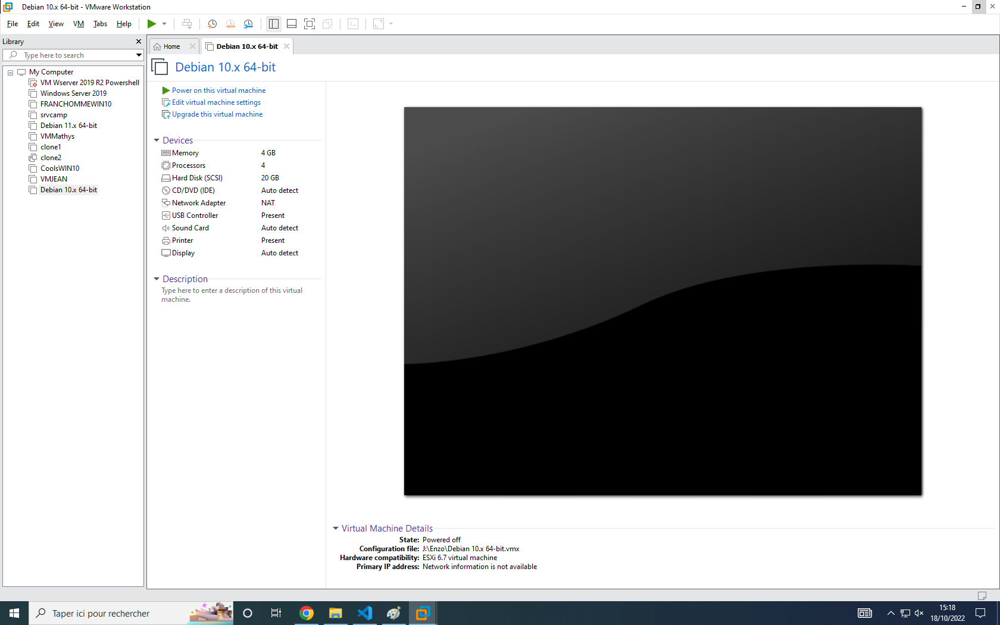 Debian 10.x 64-bit - VMware Workstation
File Edit View VM Tabs Help
Library
Type here to search
My Computer
VM Wserver 2019 R2 Powershell
Windows Server 2019
FRANCHOMMEWIN10
srvcamp
Debian 11.x 64-bit
VMMathys
clone1
clone2
CoolsWIN10
VMJEAN
Debian 10.x 64-bit
Home
Debian 10.x 64-bit
Debian 10.x 64-bit
Power on this virtual machine
Edit virtual machine settings
Upgrade this virtual machine
Devices
Memory 4 GB
Processors 4
Hard Disk (SCSI) 20 GB
CD/DVD (IDE) Auto detect
Network Adapter NAT
USB Controller Present
Sound Card Auto detect
Printer Present
Display Auto detect
Description
Type here to enter a description of this virtual
machine.
Virtual Machine Details
State: Powered off
Configuration file: J:\Enzo\Debian 10.x 64-bit.vmx
Hardware compatibility: ESXi 6.7 virtual machine
Primary IP address: Network information is not available
Taper ici pour rechercher
15:18
18/10/2022